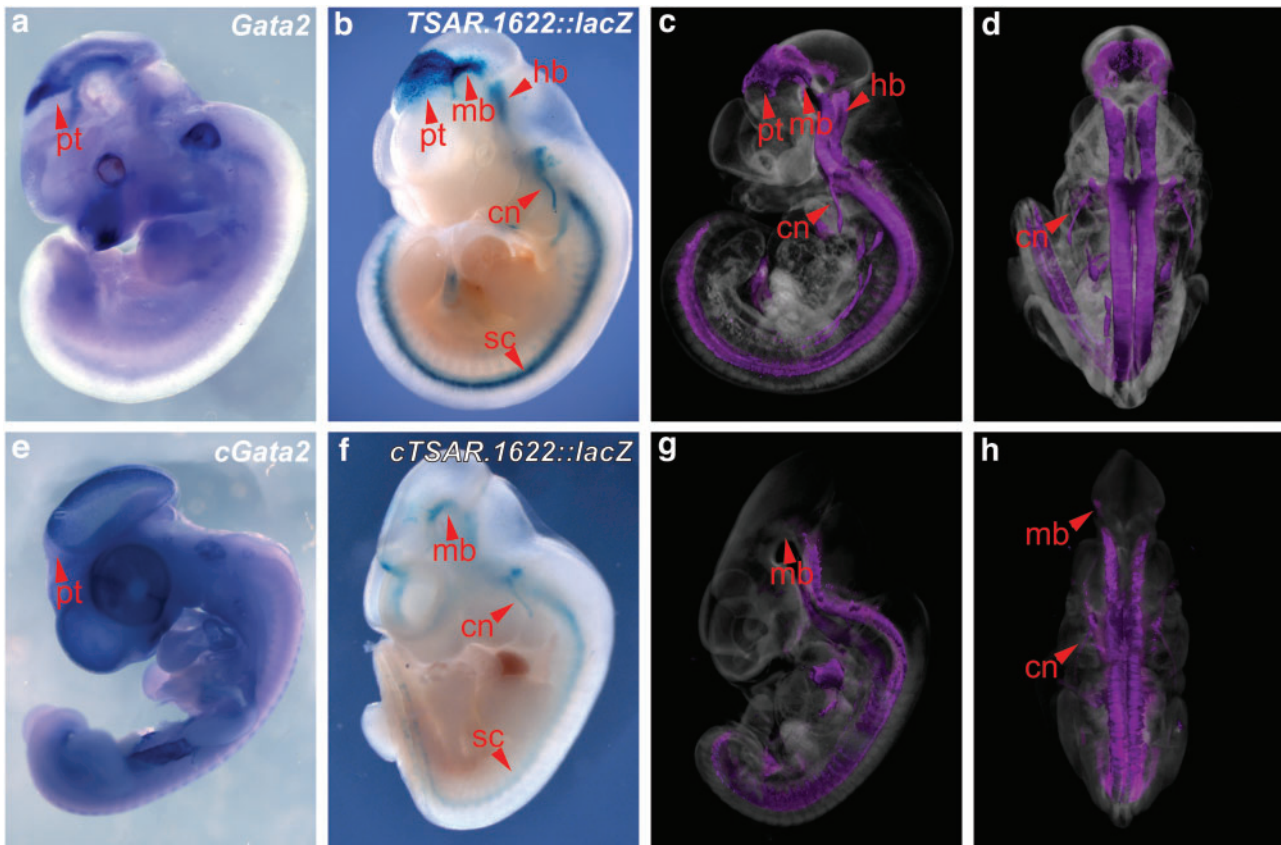 a
Gata2
pt
b
TSAR.1622::lacZ
hb
mb
pt
cn
sc
c
hb
pt
mb
cn
d
cn
e
cGata2
pt
f
cTSAR.1622::lacZ
mb
cn
sc
g
mb
h
mb
cn